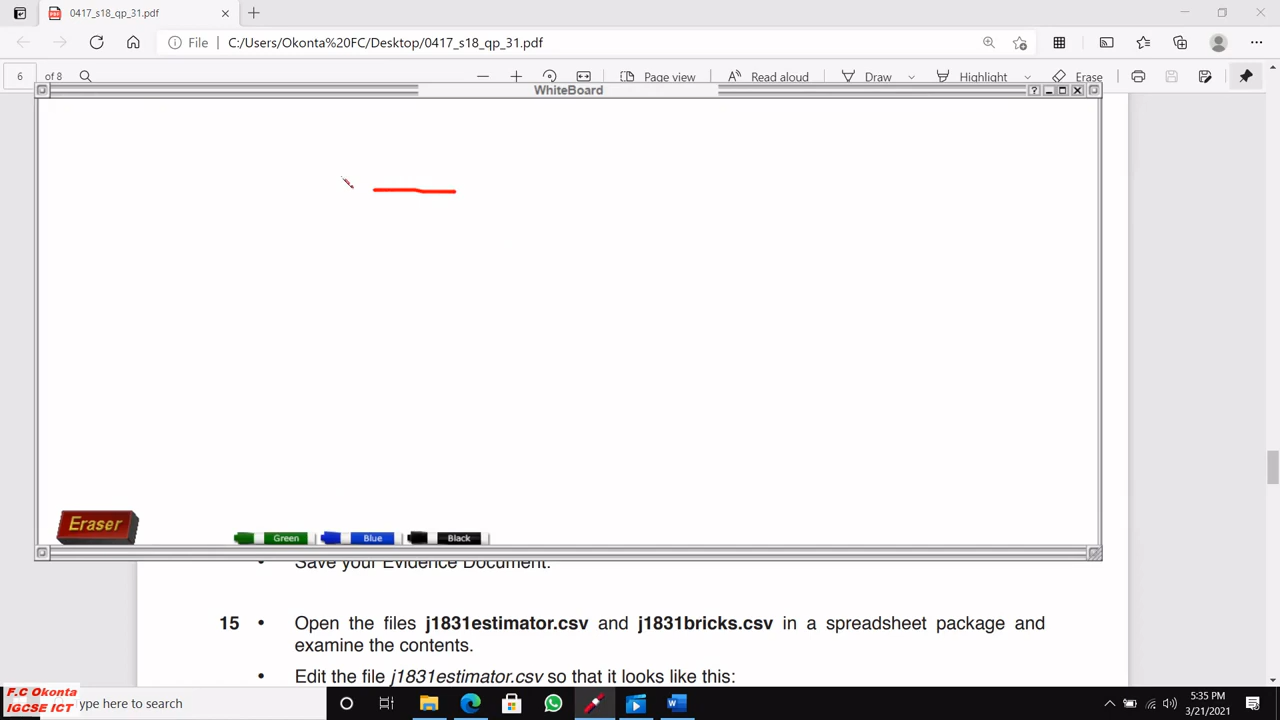 0417_s18_qp_31.pdf
File C:/Users/Okonta%20FC/Desktop/0417_s18_qp_31.pdf
6 of 8 Page view Read aloud Draw Highlight Erase
WhiteBoard
Eraser
Green Blue Black
Save your Evidence Document.
15 • Open the files j1831estimator.csv and j1831bricks.csv in a spreadsheet package and
examine the contents.
• Edit the file j1831estimator.csv so that it looks like this:
F.C Okonta
IGCSE ICT
ype here to search
5:35 PM
3/21/2021